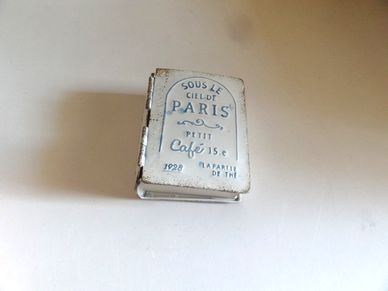 SOUS LE
CIEL DE
PARIS
PETIT
Café 15.e
1928 LA PARTIE
DE THÉ